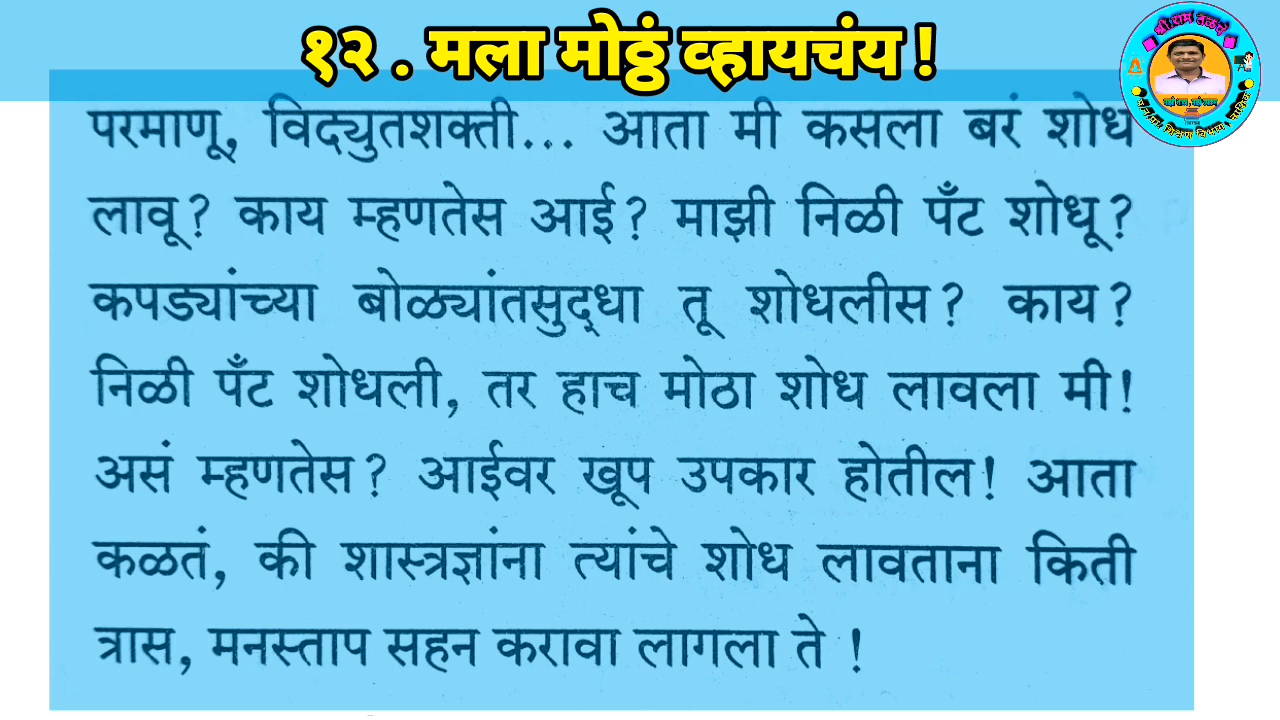 १२. मला मोठ्ठं व्हायचंय !
श्री राम तळपे
परमाणू, विद्युतशक्ती... आता मी कसला बरं शोध
लावू? काय म्हणतेस आई? माझी निळी पँट शोधू?
कपड्यांच्या बोळ्यांतसुद्धा तू शोधलीस? काय?
निळी पँट शोधली, तर हाच मोठा शोध लावला मी!
असं म्हणतेस? आईवर खूप उपकार होतील! आता
कळतं, की शास्त्रज्ञांना त्यांचे शोध लावताना किती
त्रास, मनस्ताप सहन करावा लागला ते !